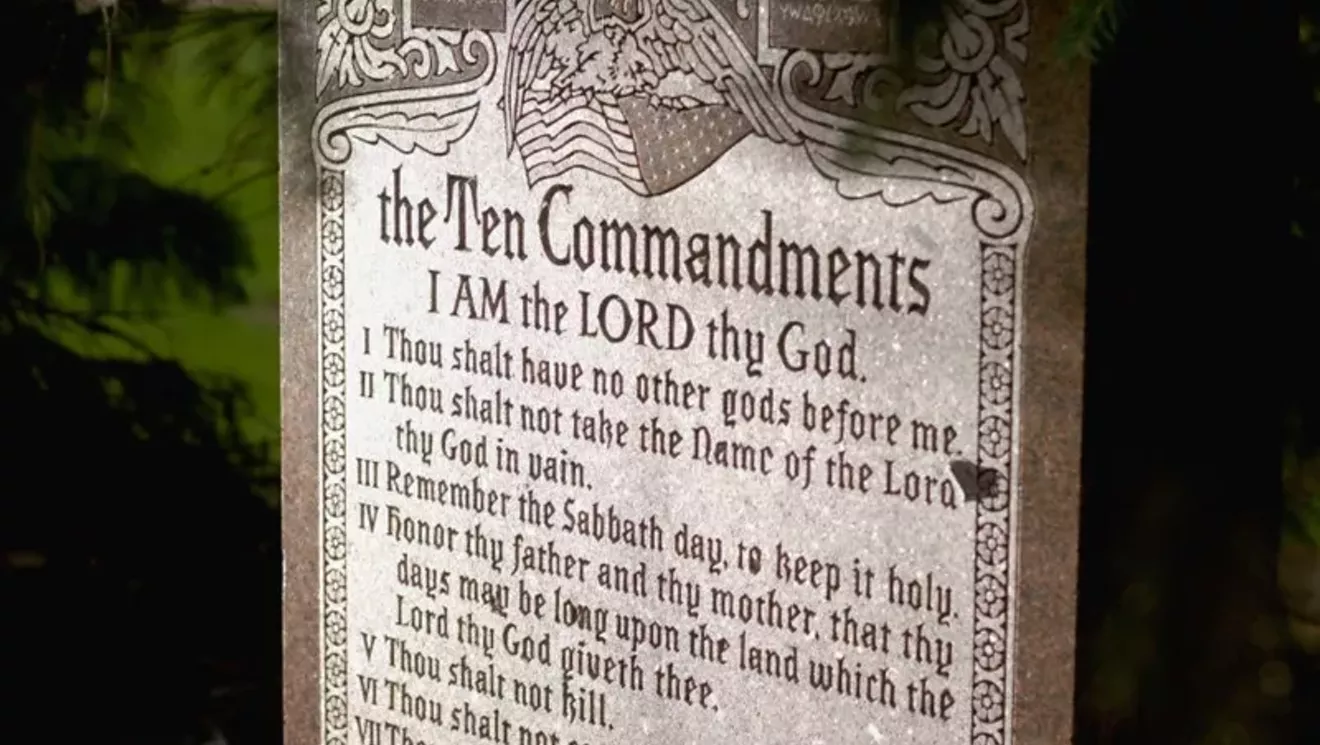 the Ten Commandments
I AM the LORD thy God.
I Thou shalt have no other gods before me.
II Thou shalt not take the Name of the Lord
thy God in vain.
III Remember the Sabbath day, to keep it holy.
IV Honor thy father and thy mother, that thy
days may be long upon the land which the
Lord thy God giveth thee.
V Thou shalt not kill.
VI Thou shalt not
VII